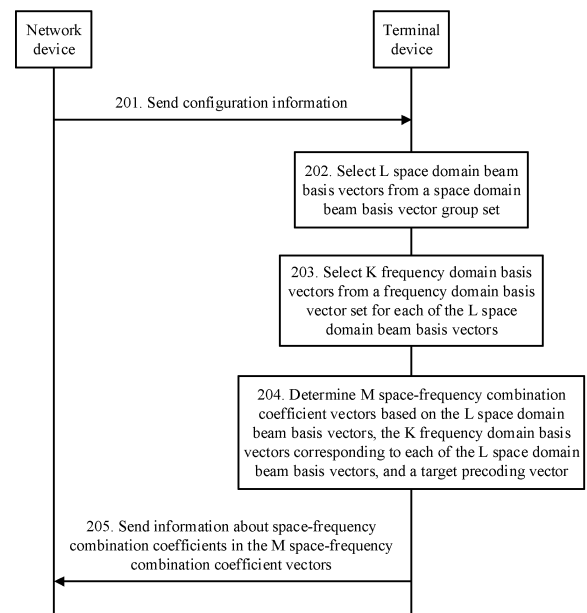 Network
device
Terminal
device
201. Send configuration information
202. Select L space domain beam
basis vectors from a space domain
beam basis vector group set
203. Select K frequency domain basis
vectors from a frequency domain basis
vector set for each of the L space
domain beam basis vectors
204. Determine M space-frequency combination
coefficient vectors based on the L space domain
beam basis vectors, the K frequency domain basis
vectors corresponding to each of the L space domain
beam basis vectors, and a target precoding vector
205. Send information about space-frequency
combination coefficients in the M space-frequency
combination coefficient vectors